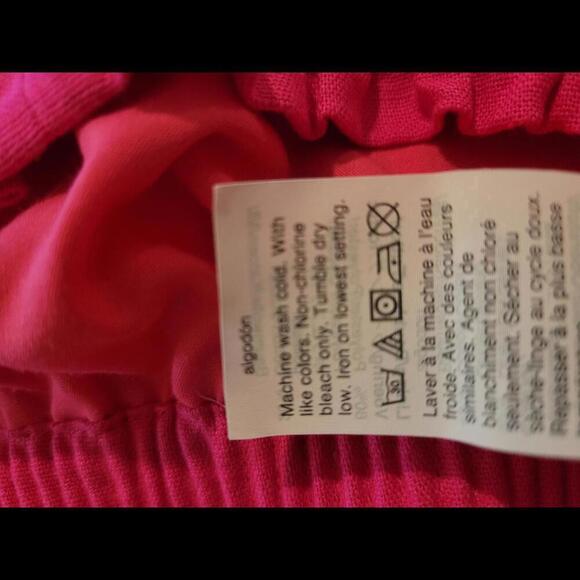 algodón
Machine wash cold. With
like colors. Non-chlorine
bleach only. Tumble dry
low. Iron on lowest setting.
30
Laver à la machine à l'eau
froide. Avec des couleurs
similaires. Agent de
blanchiment non chloré
seulement. Sécher au
sèche-linge au cycle doux.
Repasser à la plus basse